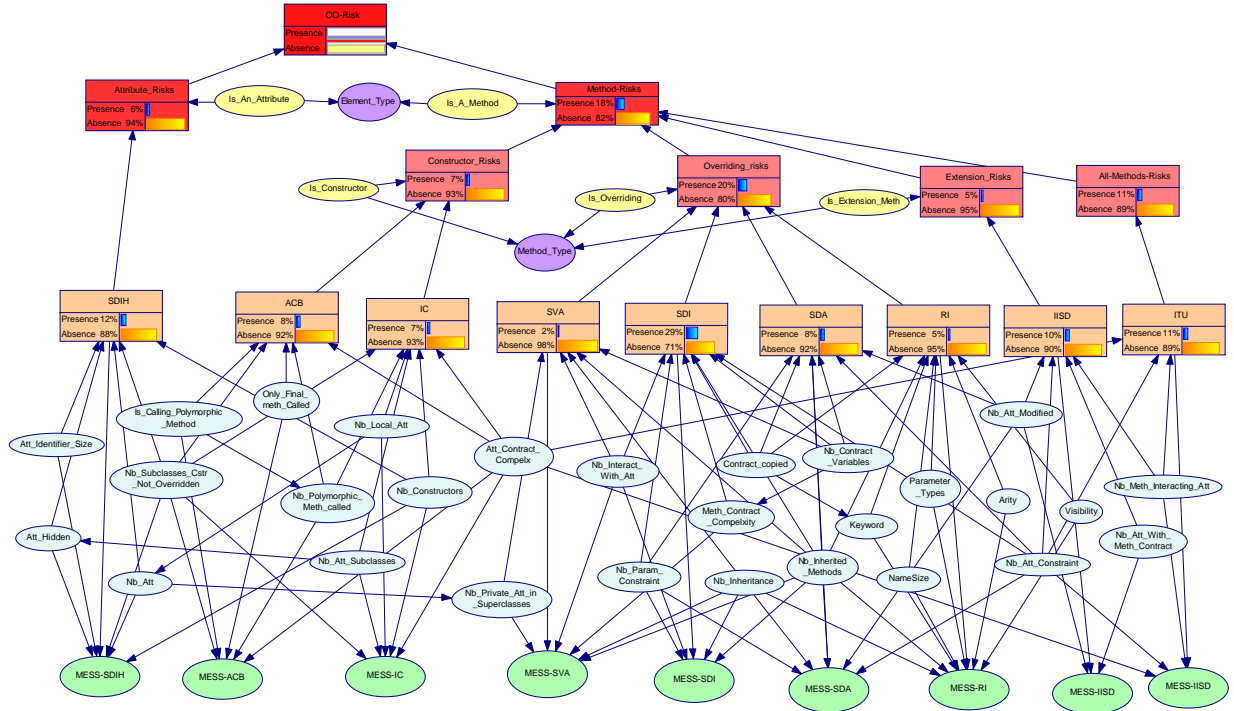 OO-Risk
Presence
Absence
Attribute_Risks
Presence 6%
Absence 94%
Is_An_Attribute
Element_Type
Is_A_Method
Method-Risks
Presence 18%
Absence 82%
Constructor_Risks
Presence 7%
Absence 93%
Is_Constructor
Overriding_risks
Presence 20%
Absence 80%
Is_Overriding
Extension_Risks
Presence 5%
Absence 95%
Is_Extension_Meth
All-Methods-Risks
Presence 11%
Absence 89%
Method_Type
SDIH
Presence 12%
Absence 88%
ACB
Presence 8%
Absence 92%
IC
Presence 7%
Absence 93%
SVA
Presence 2%
Absence 98%
SDI
Presence 29%
Absence 71%
SDA
Presence 8%
Absence 92%
RI
Presence 5%
Absence 95%
IISD
Presence 10%
Absence 90%
ITU
Presence 11%
Absence 89%
Is_Calling_Polymorphic
_Method
Only_Final_
meth_Called
Nb_Local_Att
Nb_Att_Modified
Att_Identifier_Size
Att_Contract_
Compelx
Nb_Subclasses_Cstr
_Not_Overridden
Nb_Interact_
With_Att
Contract_copied
Nb_Contract
_Variables
Nb_Polymorphic_
Meth_called
Nb_Constructors
Parameter
_Types
Arity
Nb_Meth_Interacting_Att
Meth_Contract
_Compelxity
Keyword
Visibility
Att_Hidden
Nb_Att_With_
Meth_Contract
Nb_Att
Nb_Att_Subclasses
Nb_Private_Att_in
_Superclasses
Nb_Param_
Constraint
Nb_Inheritance
Nb_Inherited
_Methods
NameSize
Nb_Att_Constraint
MESS-SDIH
MESS-ACB
MESS-IC
MESS-SVA
MESS-SDI
MESS-SDA
MESS-RI
MESS-IISD
MESS-IISD